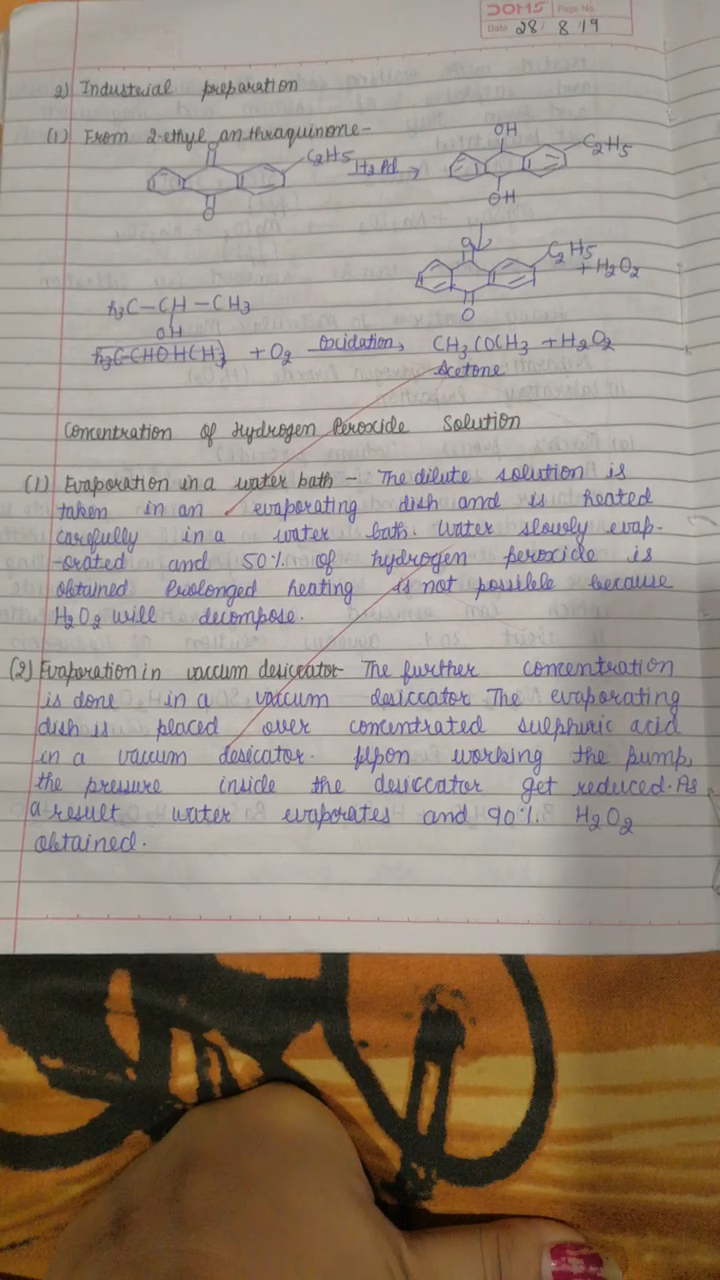 DOMS Page No.
Date 28 8 19
2) Industrial preparation
(1) From 2-ethyl anthraquinone-
O
C2H5 H2 Pd
O
OH
C2H5
OH
O
C2H5
+ H2O2
O
H3C-CH-CH3
OH
H3C-CHOHCH3 + O2 Oxidation, CH3COCH3 + H2O2
Acetone
Concentration of Hydrogen Peroxide Solution
(1) Evaporation in a water bath - The dilute solution is
taken in an evaporating dish and is heated
carefully in a water bath. Water slowly evap-
-orated and 50% of hydrogen peroxide is
obtained Prolonged heating is not possible because
H2O2 will decompose.
(2) Evaporation in vaccum desiccator- The further concentration
is done in a vaccum desiccator The evaporating
dish is placed over concentrated sulphuric acid
in a vaccum desicator. Upon working the pump,
the pressure inside the desiccator get reduced. As
a result water evaporates and 90% H2O2
obtained.